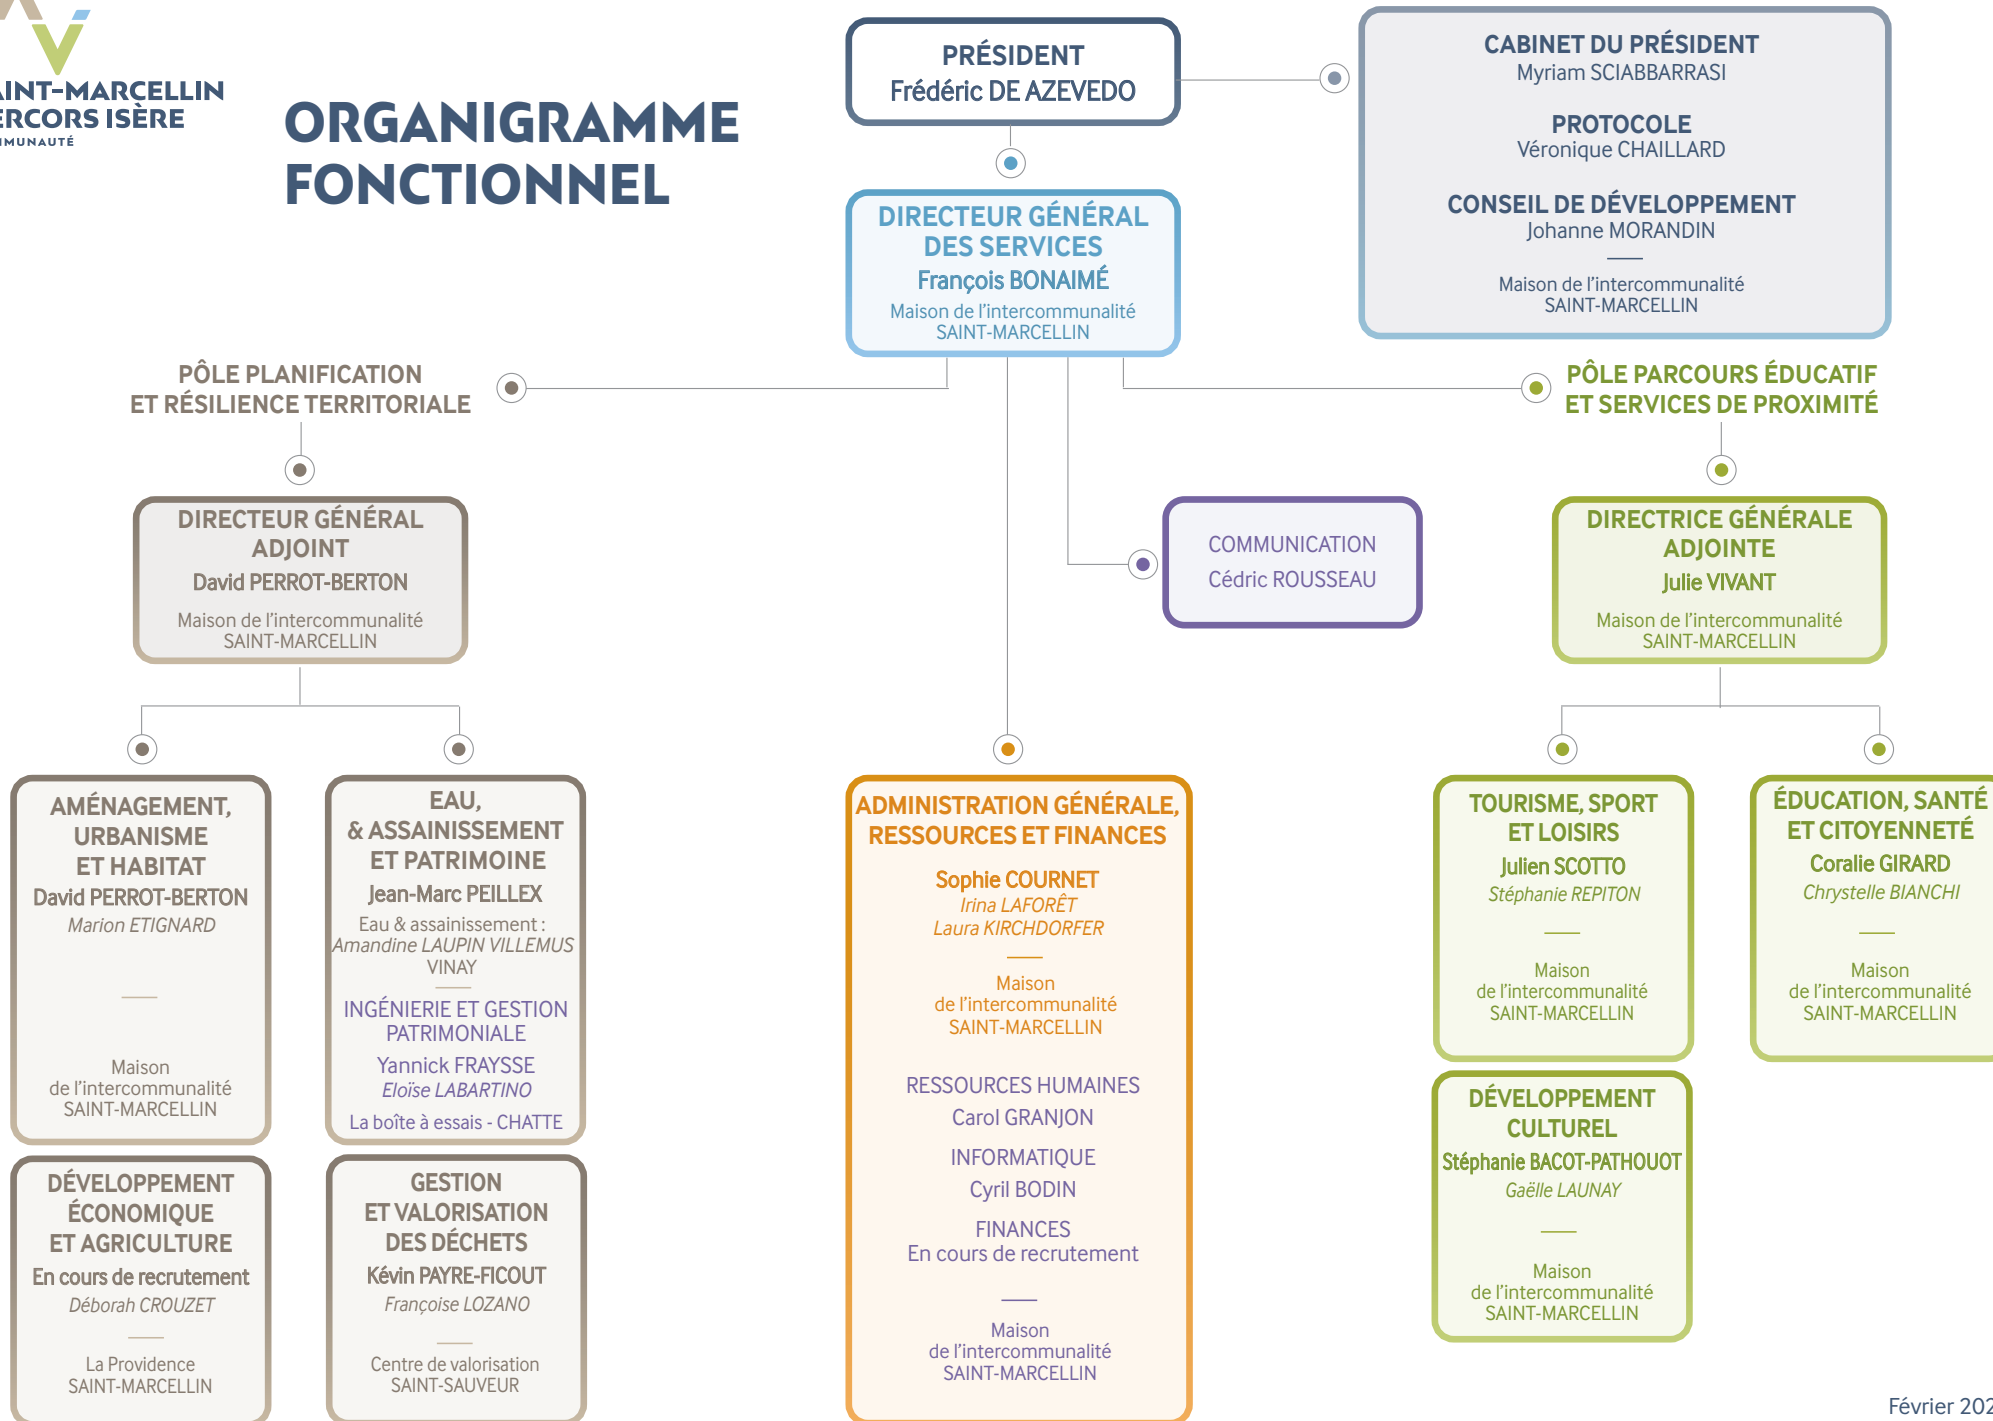 AINT-MARCELLIN
ERCORS ISÈRE
MMUNAUTÉ
ORGANIGRAMME
FONCTIONNEL
PRÉSIDENT
Frédéric DE AZEVEDO
CABINET DU PRÉSIDENT
Myriam SCIABBARRASI
PROTOCOLE
Véronique CHAILLARD
CONSEIL DE DÉVELOPPEMENT
Johanne MORANDIN
Maison de l'intercommunalité
SAINT-MARCELLIN
DIRECTEUR GÉNÉRAL
DES SERVICES
François BONAIMÉ
Maison de l'intercommunalité
SAINT-MARCELLIN
PÔLE PLANIFICATION
ET RÉSILIENCE TERRITORIALE
PÔLE PARCOURS ÉDUCATIF
ET SERVICES DE PROXIMITÉ
DIRECTEUR GÉNÉRAL
ADJOINT
David PERROT-BERTON
Maison de l'intercommunalité
SAINT-MARCELLIN
COMMUNICATION
Cédric ROUSSEAU
DIRECTRICE GÉNÉRALE
ADJOINTE
Julie VIVANT
Maison de l'intercommunalité
SAINT-MARCELLIN
AMÉNAGEMENT,
URBANISME
ET HABITAT
David PERROT-BERTON
Marion ETIGNARD
Maison
de l'intercommunalité
SAINT-MARCELLIN
EAU,
& ASSAINISSEMENT
ET PATRIMOINE
Jean-Marc PEILLEX
Eau & assainissement :
Amandine LAUPIN VILLEMUS
VINAY
INGÉNIERIE ET GESTION
PATRIMONIALE
Yannick FRAYSSE
Eloïse LABARTINO
La boîte à essais - CHATTE
DÉVELOPPEMENT
ÉCONOMIQUE
ET AGRICULTURE
En cours de recrutement
Déborah CROUZET
La Providence
SAINT-MARCELLIN
GESTION
ET VALORISATION
DES DÉCHETS
Kévin PAYRE-FICOUT
Françoise LOZANO
Centre de valorisation
SAINT-SAUVEUR
ADMINISTRATION GÉNÉRALE,
RESSOURCES ET FINANCES
Sophie COURNET
Irina LAFORÊT
Laura KIRCHDORFER
Maison
de l'intercommunalité
SAINT-MARCELLIN
RESSOURCES HUMAINES
Carol GRANJON
INFORMATIQUE
Cyril BODIN
FINANCES
En cours de recrutement
Maison
de l'intercommunalité
SAINT-MARCELLIN
TOURISME, SPORT
ET LOISIRS
Julien SCOTTO
Stéphanie REPITON
Maison
de l'intercommunalité
SAINT-MARCELLIN
ÉDUCATION, SANTÉ
ET CITOYENNETÉ
Coralie GIRARD
Chrystelle BIANCHI
Maison
de l'intercommunalité
SAINT-MARCELLIN
DÉVELOPPEMENT
CULTUREL
Stéphanie BACOT-PATHOUOT
Gaëlle LAUNAY
Maison
de l'intercommunalité
SAINT-MARCELLIN
Février 202